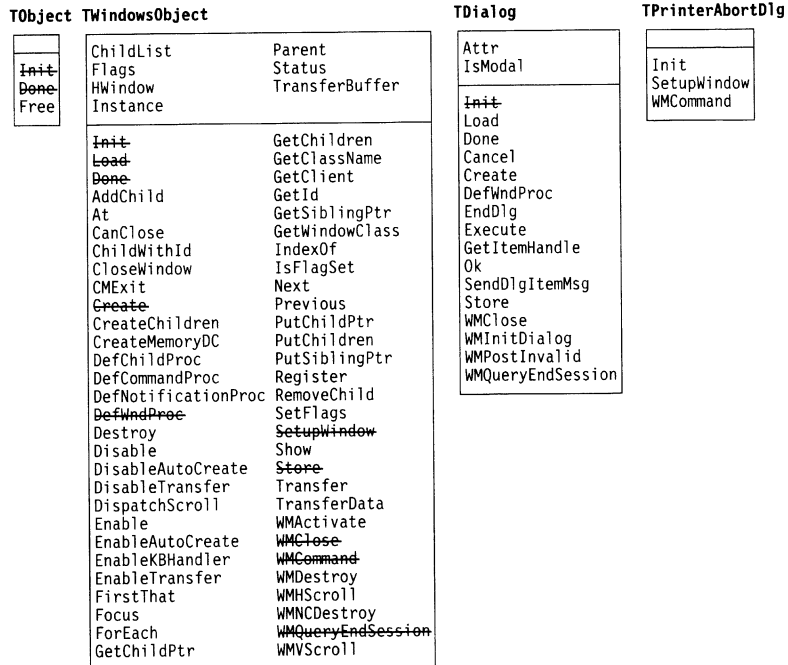 TObject TWindowsObject TDialog TPrinterAbortDlg
Init
Done
Free
ChildList Parent
Flags Status
HWindow TransferBuffer
Instance
Init GetChildren
Load GetClassName
Done GetClient
AddChild GetId
At GetSiblingPtr
CanClose GetWindowClass
ChildWithId IndexOf
CloseWindow IsFlagSet
CMExit Next
Create Previous
CreateChildren PutChildPtr
CreateMemoryDC PutChildren
DefChildProc PutSiblingPtr
DefCommandProc Register
DefNotificationProc RemoveChild
DefWndProc SetFlags
Destroy SetupWindow
Disable Show
DisableAutoCreate Store
DisableTransfer Transfer
DispatchScroll TransferData
Enable WMActivate
EnableAutoCreate WMClose
EnableKBHandler WMCommand
EnableTransfer WMDestroy
FirstThat WMHScroll
Focus WMNCDestroy
ForEach WMQueryEndSession
GetChildPtr WMVScroll
Attr
IsModal
Init
Load
Done
Cancel
Create
DefWndProc
EndDlg
Execute
GetItemHandle
Ok
SendDlgItemMsg
Store
WMClose
WMInitDialog
WMPostInvalid
WMQueryEndSession
Init
SetupWindow
WMCommand